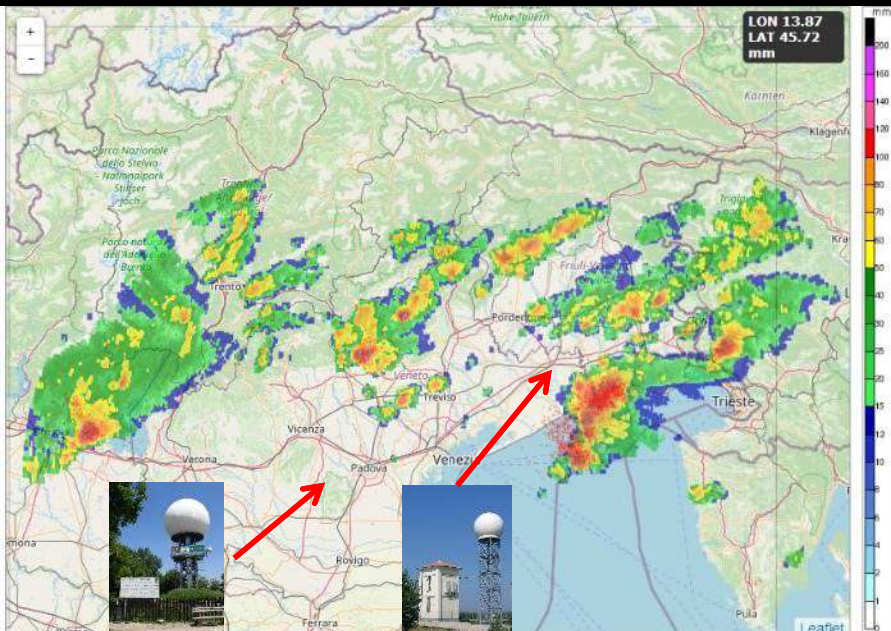 mm
Hohe Tauern
LON 13.87
LAT 45.72
mm
+
-
200
160
140
120
100
80
60
50
40
30
25
20
15
12
10
8
6
4
2
1
0
Kärnten
Klagenf
Parco Nazionale
dello Stelvio
- Nationalpark
Stilfser
Joch
Parco natur
dell'Adamello
Brenta
Trento
Friuli-V
Kra
Pordenone
Veneto
Treviso
Trieste
Vicenza
Verona
Venezia
Padova
mona
Rovigo
Ferrara
Pula
Leaflet